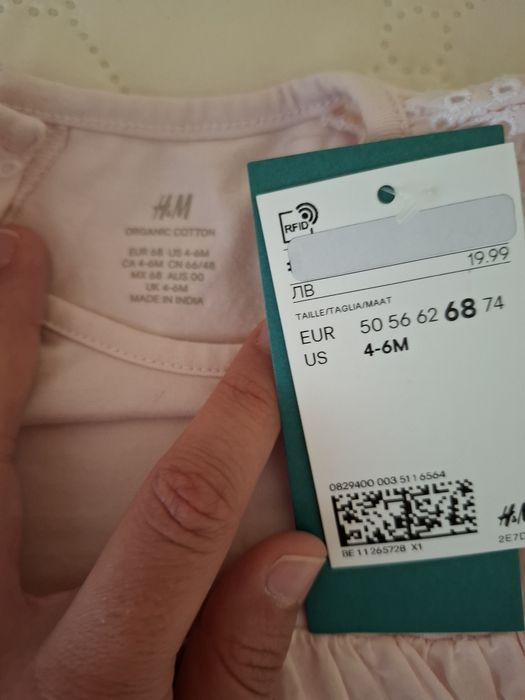 H&M
ORGANIC COTTON
EUR 68 US 4-6M
CA 4-6M CN 66/48
MX 68 AUS 00
UK 4-6M
MADE IN INDIA
RFID
19.99
ЛВ
TAILLE/TAGLIA/MAAT
EUR 50 56 62 68 74
US 4-6M
0829400 003 5116564
BE 11265728 X1
H&M
2E7D